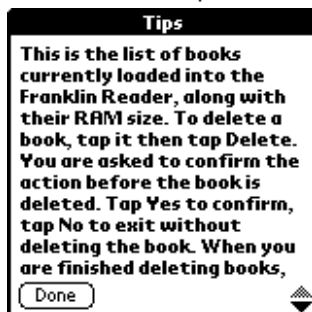 Tips
This is the list of books
currently loaded into the
Franklin Reader, along with
their RAM size. To delete a
book, tap it then tap Delete.
You are asked to confirm the
action before the book is
deleted. Tap Yes to confirm,
tap No to exit without
deleting the book. When you
are finished deleting books,
Done